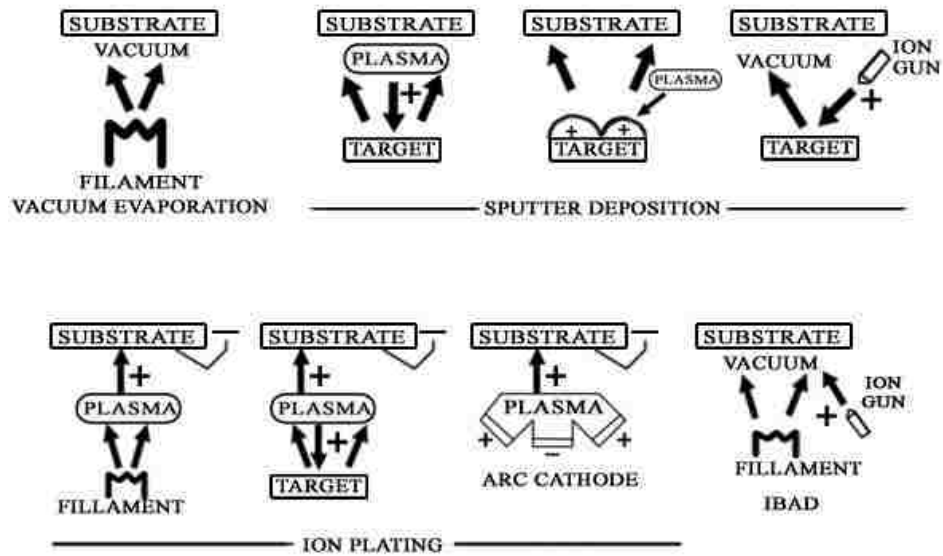 SUBSTRATE
VACUUM
FILAMENT
VACUUM EVAPORATION
SUBSTRATE
PLASMA
+
TARGET
SUBSTRATE
PLASMA
+ +
TARGET
SUBSTRATE
VACUUM
ION
GUN
+
TARGET
SPUTTER DEPOSITION
SUBSTRATE
+
PLASMA
FILLAMENT
SUBSTRATE
+
PLASMA
+
TARGET
SUBSTRATE
+
PLASMA
+ − +
ARC CATHODE
ION PLATING
SUBSTRATE
VACUUM
ION
GUN
+
FILLAMENT
IBAD